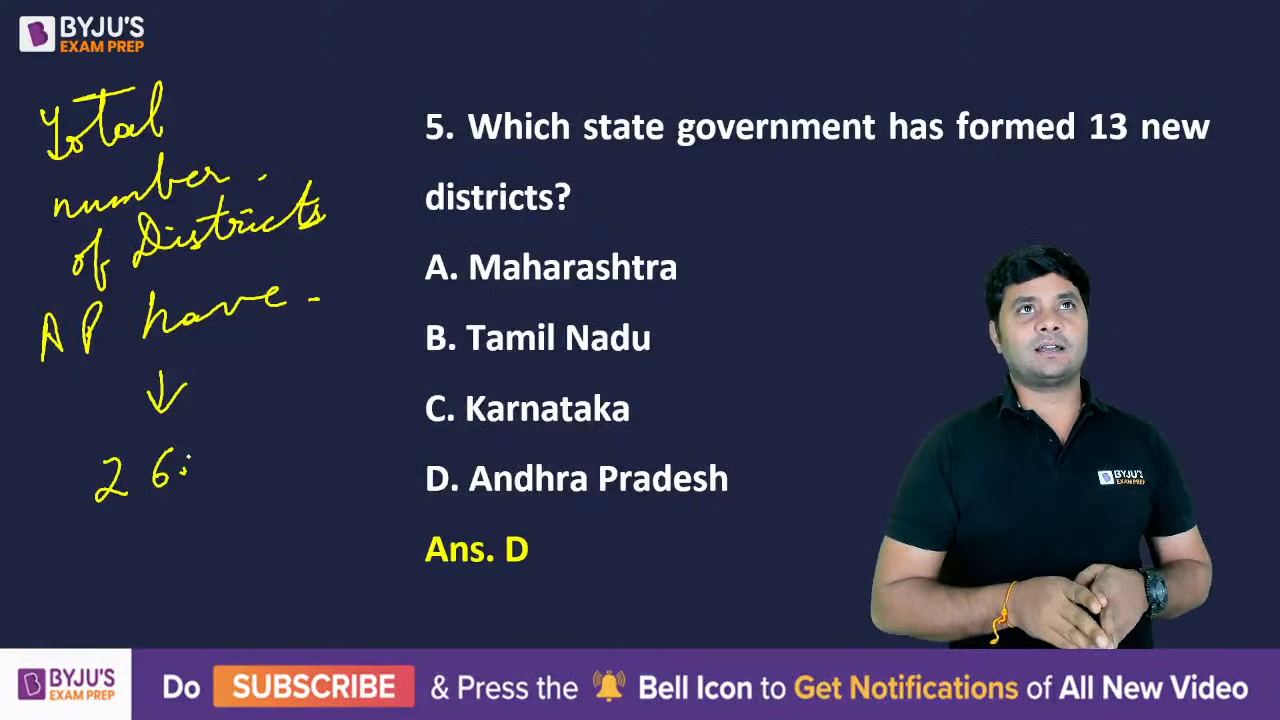 BYJU'S
EXAM PREP
Total
number.
of Districts
AP have.
26.
5. Which state government has formed 13 new
districts?
A. Maharashtra
B. Tamil Nadu
C. Karnataka
D. Andhra Pradesh
Ans. D
BYJU'S
EXAM PREP
BYJU'S
EXAM PREP
Do SUBSCRIBE & Press the Bell Icon to Get Notifications of All New Video